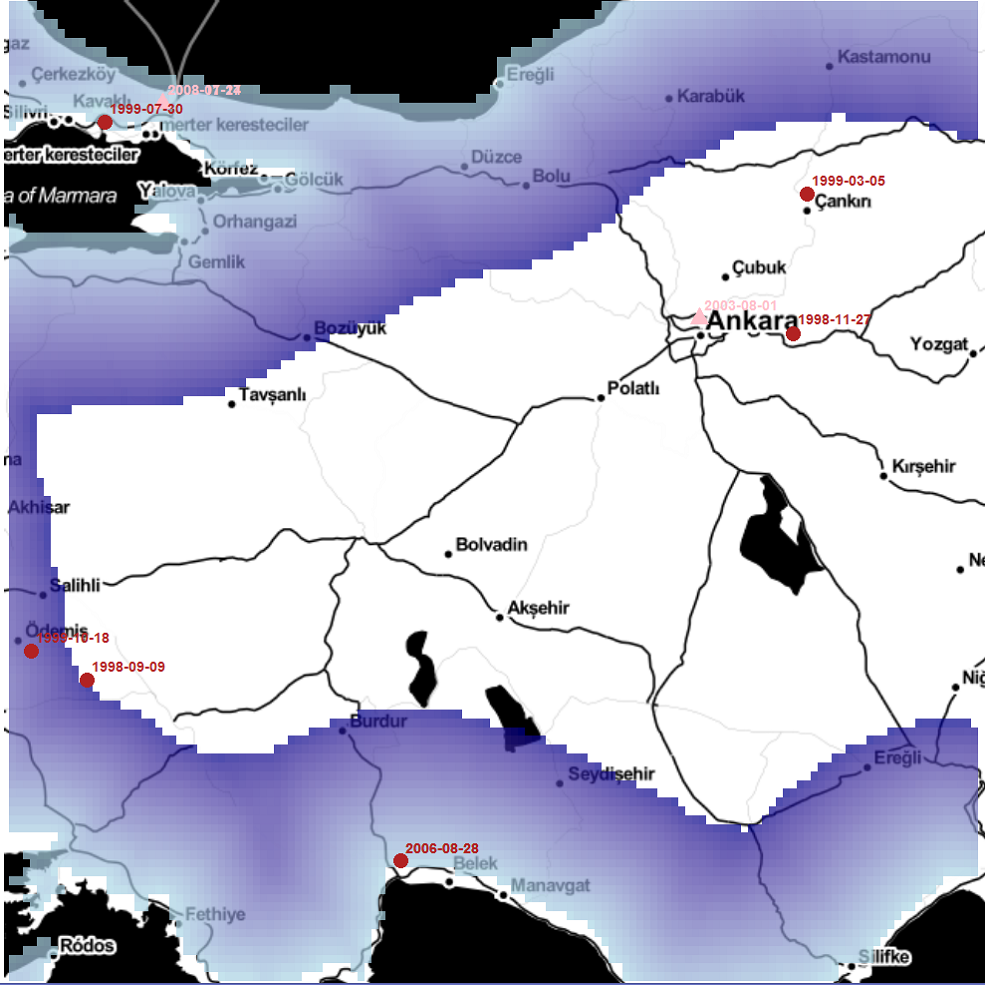 gaz
Kastamonu
Çerkezköy
Ereğli
2008-01-24
Kavaklı
Karabük
1999-07-30
Silivri
merter keresteciler
erter keresteciler
Düzce
Körfez
Bolu
Gölcük
1999-03-05
Yalova
a of Marmara
Çankırı
Orhangazi
Gemlik
Çubuk
2003-08-01
Ankara
1998-11-27
Bozüyük
Yozgat
Tavşanlı
Polatlı
na
Kırşehir
Akhisar
Bolvadin
Ne
Salihli
Akşehir
Ödemiş
1999-10-18
1998-09-09
Niğ
Burdur
Ereğli
Seydişehir
2006-08-28
Belek
Manavgat
Fethiye
Ródos
Silifke